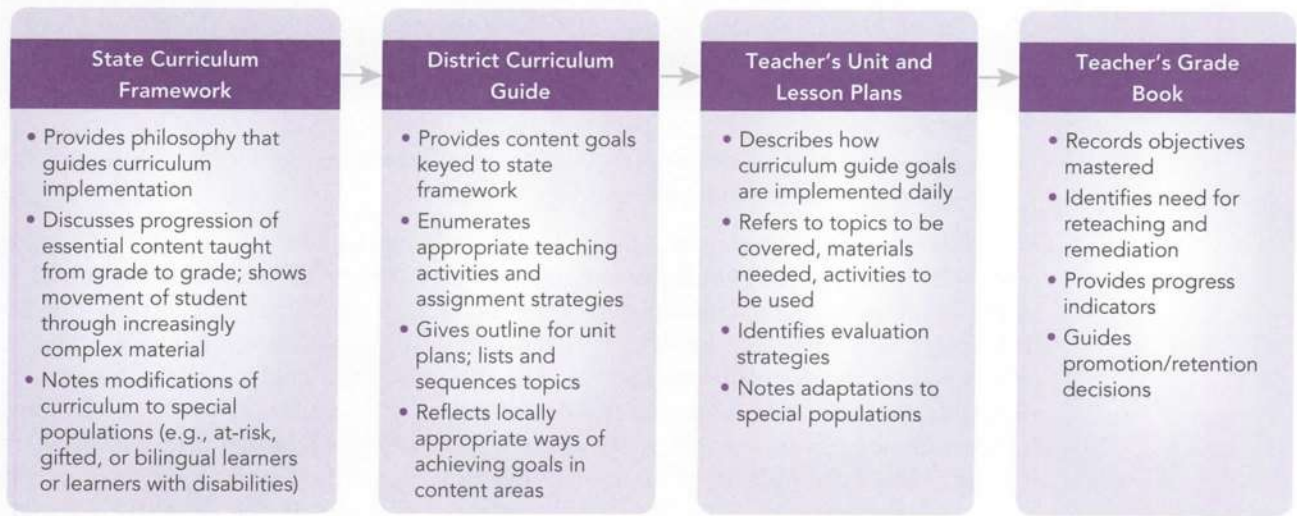 State Curriculum
Framework
• Provides philosophy that
guides curriculum
implementation
• Discusses progression of
essential content taught
from grade to grade; shows
movement of student
through increasingly
complex material
• Notes modifications of
curriculum to special
populations (e.g., at-risk,
gifted, or bilingual learners
or learners with disabilities)
District Curriculum
Guide
• Provides content goals
keyed to state
framework
• Enumerates
appropriate teaching
activities and
assignment strategies
• Gives outline for unit
plans; lists and
sequences topics
• Reflects locally
appropriate ways of
achieving goals in
content areas
Teacher's Unit and
Lesson Plans
• Describes how
curriculum guide goals
are implemented daily
• Refers to topics to be
covered, materials
needed, activities to
be used
• Identifies evaluation
strategies
• Notes adaptations to
special populations
Teacher's Grade
Book
• Records objectives
mastered
• Identifies need for
reteaching and
remediation
• Provides progress
indicators
• Guides
promotion/retention
decisions